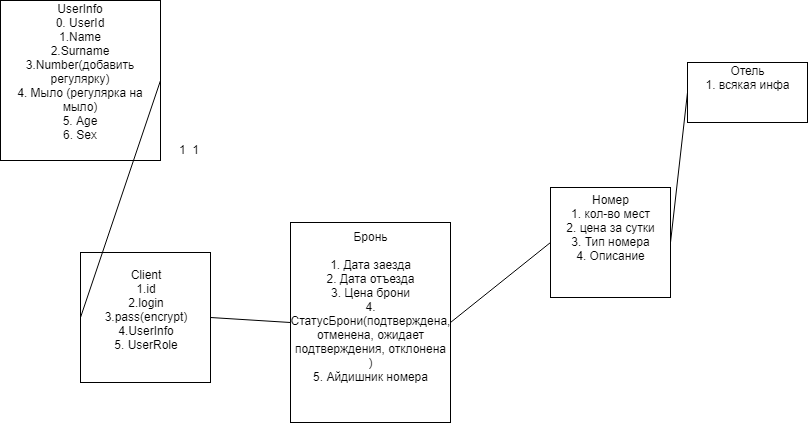 UserInfo
0. UserId
1.Name
2.Surname
3.Number(добавить
регулярку)
4. Мыло (регулярка на
мыло)
5. Age
6. Sex
1 1
Client
1.id
2.login
3.pass(encrypt)
4.UserInfo
5. UserRole
Бронь
1. Дата заезда
2. Дата отъезда
3. Цена брони
4.
СтатусБрони(подтверждена,
отменена, ожидает
подтверждения, отклонена
)
5. Айдишник номера
Номер
1. кол-во мест
2. цена за сутки
3. Тип номера
4. Описание
Отель
1. всякая инфа